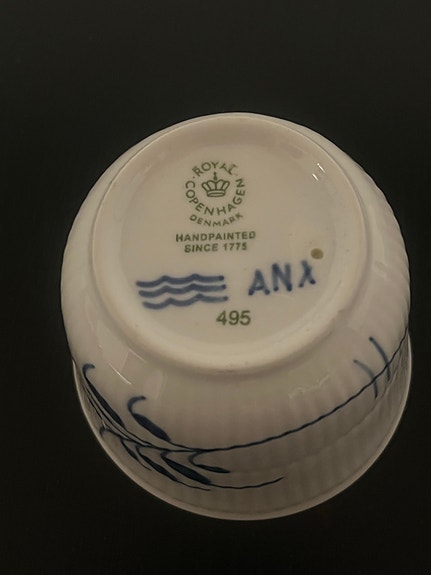 ROYAL
COPENHAGEN
DENMARK
HANDPAINTED
SINCE 1775
ANX
495